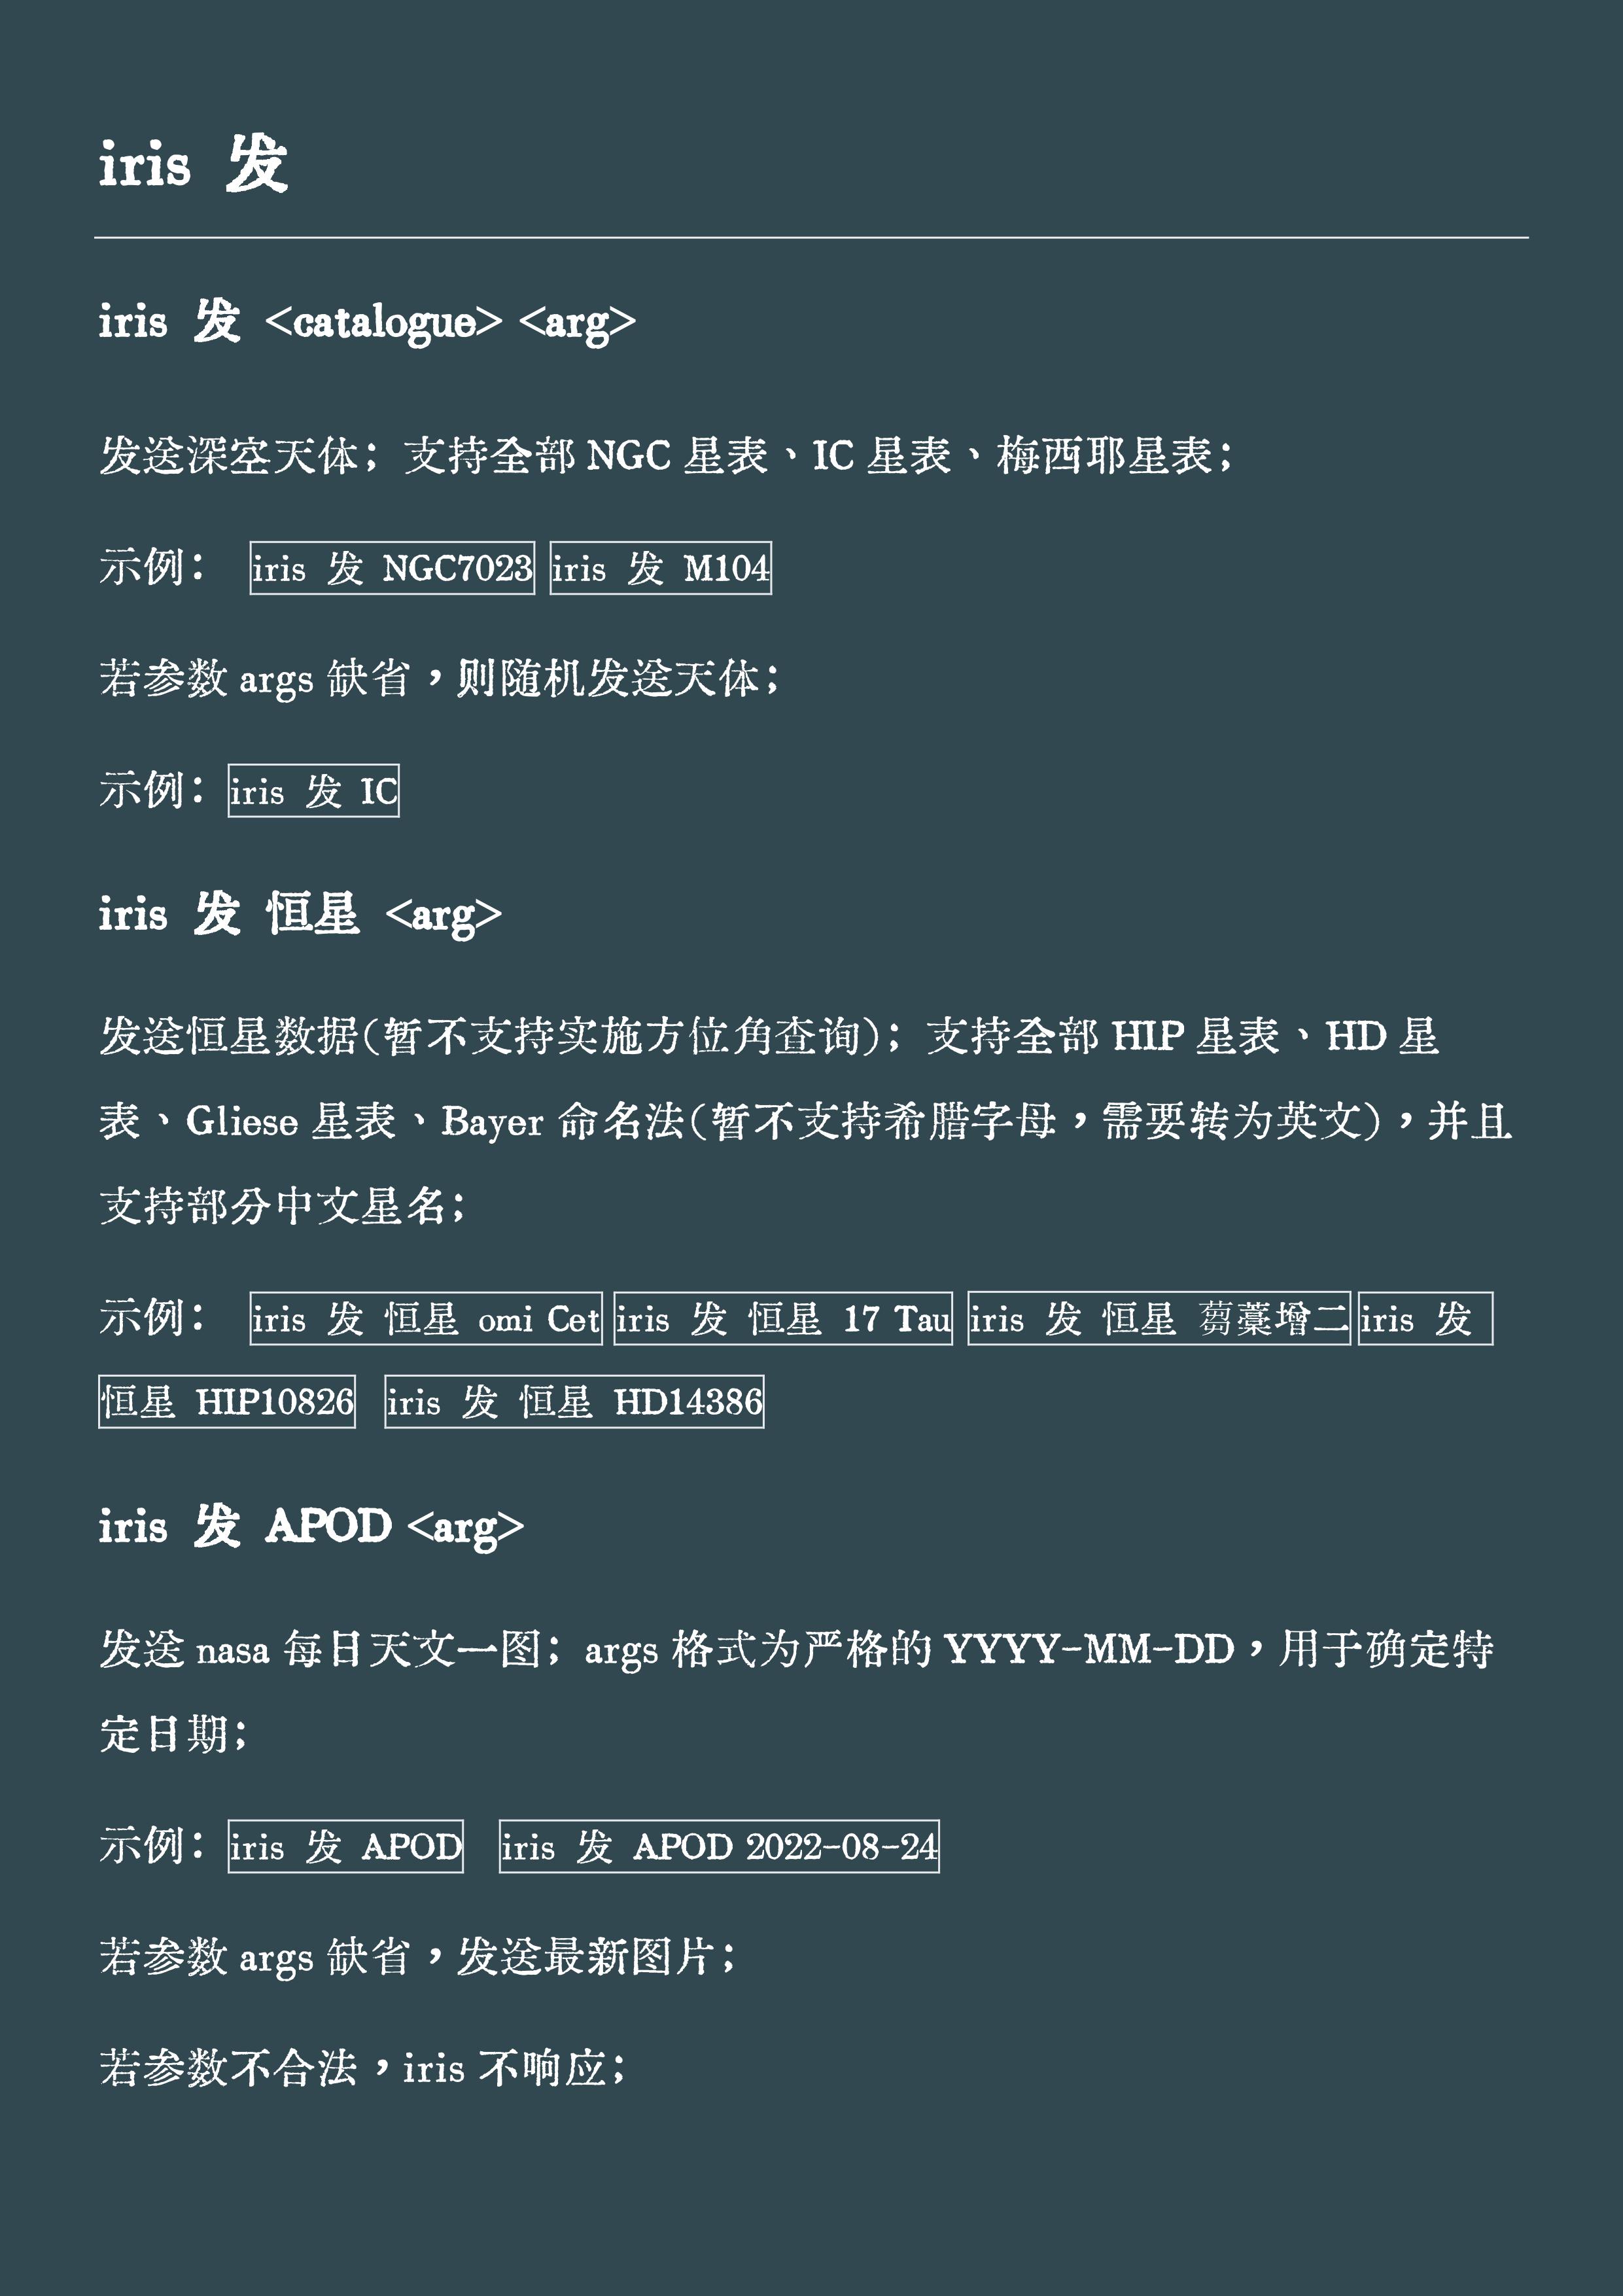 iris 发
iris 发 <catalogue> <arg>
发送深空天体；支持全部 NGC 星表、IC 星表、梅西耶星表；
示例： iris 发 NGC7023 iris 发 M104
若参数 args 缺省，则随机发送天体；
示例：iris 发 IC
iris 发 恒星 <arg>
发送恒星数据(暂不支持实施方位角查询)；支持全部 HIP 星表、HD 星
表、Gliese 星表、Bayer 命名法(暂不支持希腊字母，需要转为英文)，并且
支持部分中文星名；
示例： iris 发 恒星 omi Cet iris 发 恒星 17 Tau iris 发 恒星 蒭藁增二 iris 发
恒星 HIP10826 iris 发 恒星 HD14386
iris 发 APOD <arg>
发送 nasa 每日天文一图；args 格式为严格的 YYYY-MM-DD，用于确定特
定日期；
示例：iris 发 APOD iris 发 APOD 2022-08-24
若参数 args 缺省，发送最新图片；
若参数不合法，iris 不响应；